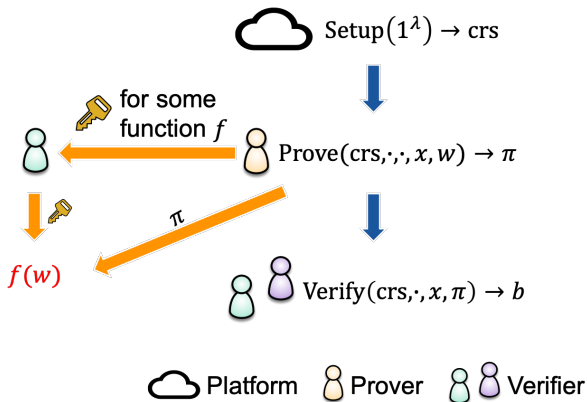 Setup(1^λ) → crs
for some
function f
Prove(crs,·,·, x, w) → π
π
f(w)
Verify(crs,·, x, π) → b
Platform
Prover
Verifier